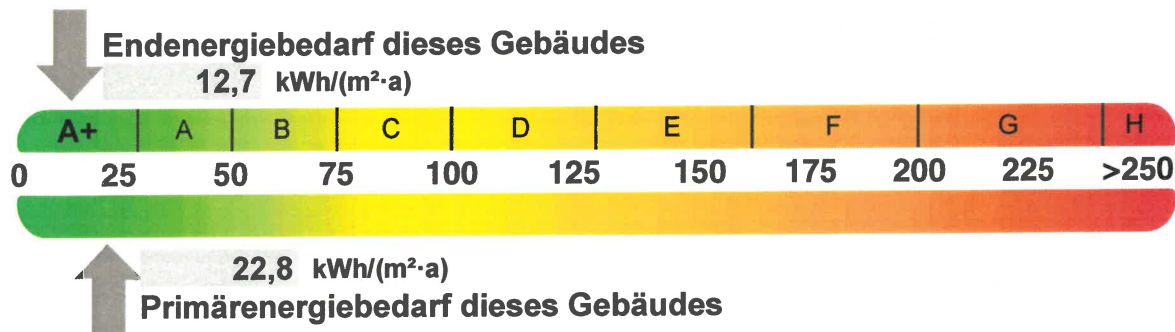 Endenergiebedarf dieses Gebäudes
12,7 kWh/(m²·a)
A+ A B C D E F G H
0 25 50 75 100 125 150 175 200 225 >250
22,8 kWh/(m²·a)
Primärenergiebedarf dieses Gebäudes